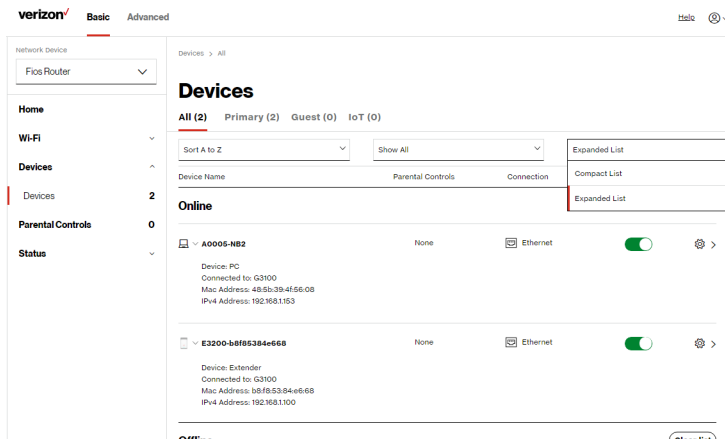 verizon✓ Basic Advanced Help
Network Device
Fios Router
Home
Wi-Fi
Devices
Devices 2
Parental Controls 0
Status
Devices > All
Devices
All (2) Primary (2) Guest (0) IoT (0)
Sort A to Z Show All Expanded List
Compact List
Expanded List
Device Name Parental Controls Connection
Online
A0005-NB2 None Ethernet
Device: PC
Connected to: G3100
Mac Address: 48:5b:39:4f:56:08
IPv4 Address: 192.168.1.153
E3200-b8f85384e668 None Ethernet
Device: Extender
Connected to: G3100
Mac Address: b8:f8:53:84:e6:68
IPv4 Address: 192.168.1.100
Offline Clear list